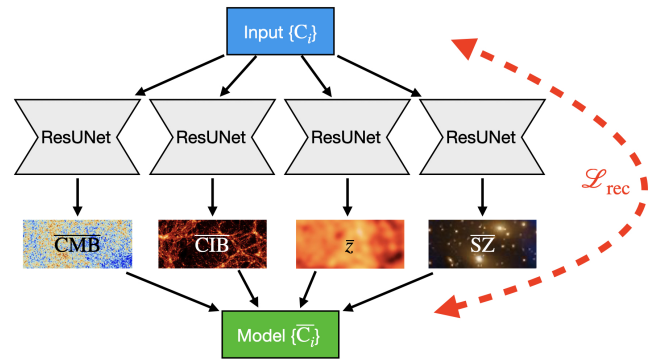 Input {C_i}
ResUNet ResUNet ResUNet ResUNet
ℒ_rec
C̅M̅B̅ C̅I̅B̅ z̅ S̅Z̅
Model {C̅_i}